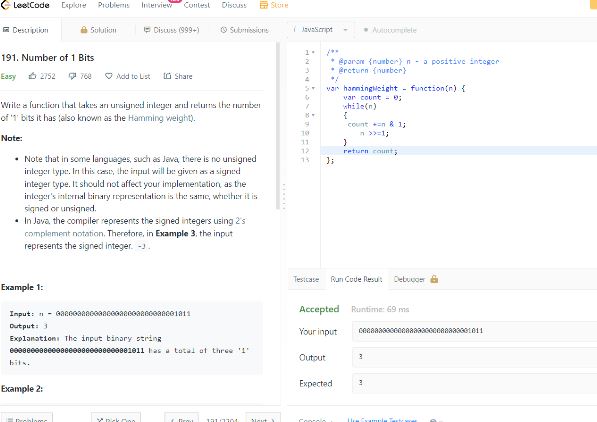 LeetCode Explore Problems Interview Contest Discuss Store
Description Solution Discuss (999+) Submissions
JavaScript Autocomplete
191. Number of 1 Bits
Easy 2752 768 Add to List Share
Write a function that takes an unsigned integer and returns the number
of '1' bits it has (also known as the Hamming weight).
Note:
• Note that in some languages, such as Java, there is no unsigned
integer type. In this case, the input will be given as a signed
integer type. It should not affect your implementation, as the
integer's internal binary representation is the same, whether it is
signed or unsigned.
• In Java, the compiler represents the signed integers using 2's
complement notation. Therefore, in Example 3, the input
represents the signed integer. -3.
Example 1:
Input: n = 00000000000000000000000000001011
Output: 3
Explanation: The input binary string
00000000000000000000000000001011 has a total of three '1'
bits.
Example 2:
Problems Pick One Prev 191/2204 Next
1 /**
2 * @param {number} n - a positive integer
3 * @return {number}
4 */
5 var hammingWeight = function(n) {
6 var count = 0;
7 while(n)
8 {
9 count +=n & 1;
10 n >>=1;
11 }
12 return count;
13 };
Testcase Run Code Result Debugger
Accepted Runtime: 69 ms
Your input 00000000000000000000000000001011
Output 3
Expected 3
Console Use Example Testcases